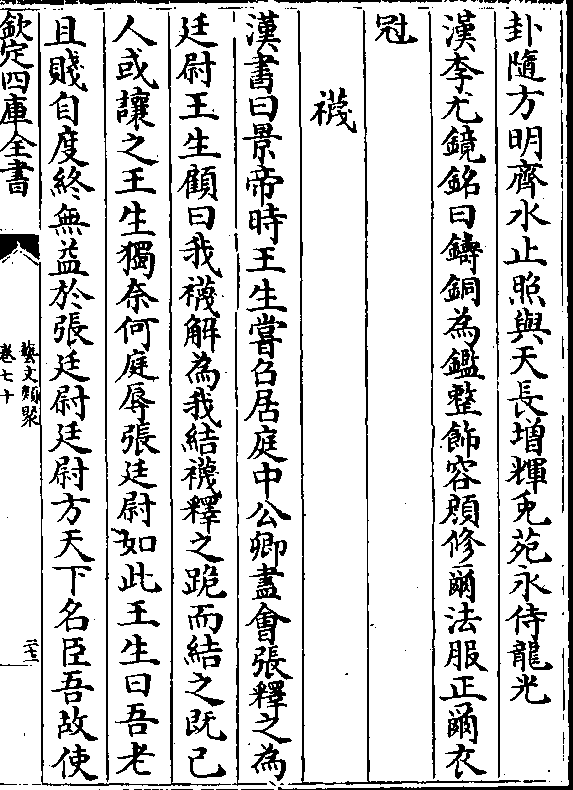 卦隨方明齊水止照與天長增輝兎苑永侍龍光
漢李尤鏡銘曰鑄銅為鑑整飾容顔修爾法服正爾衣
冠
襪
漢書曰景帝時王生嘗召居庭中公卿盡會張釋之為
廷尉王生顧曰我襪解為我結襪釋之跪而結之既已
人或讓之王生獨奈何庭辱張廷尉如此王生曰吾老
且賤自度終無益於張廷尉廷尉方天下名臣吾故使
欽定四庫全書
藝文類聚
卷七十